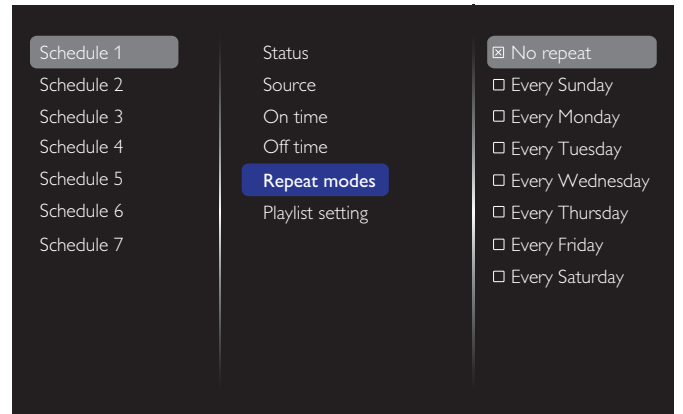 Schedule 1
Schedule 2
Schedule 3
Schedule 4
Schedule 5
Schedule 6
Schedule 7
Status
Source
On time
Off time
Repeat modes
Playlist setting
No repeat
Every Sunday
Every Monday
Every Tuesday
Every Wednesday
Every Thursday
Every Friday
Every Saturday